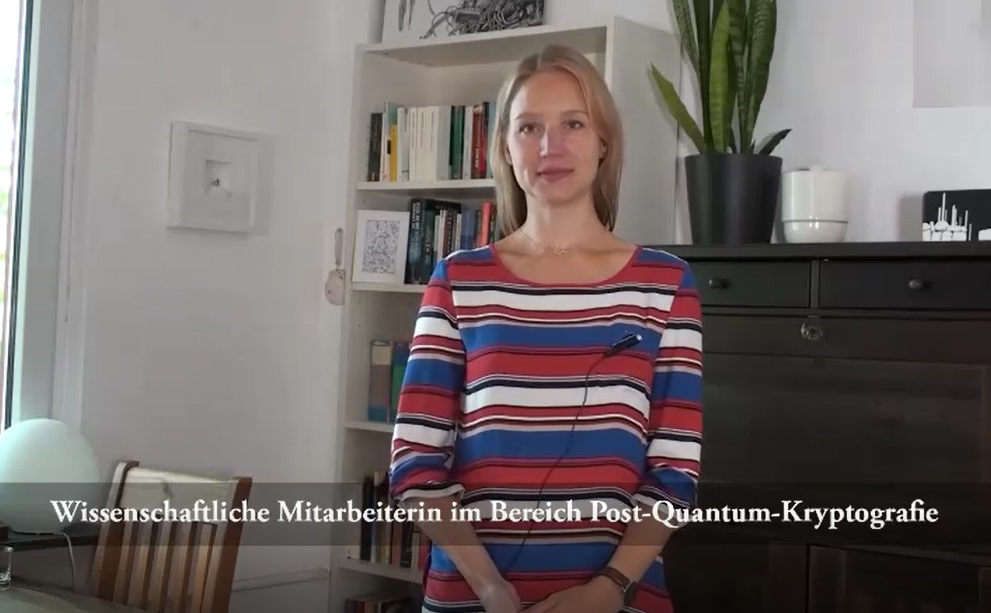 Wissenschaftliche Mitarbeiterin im Bereich Post-Quantum-Kryptografie